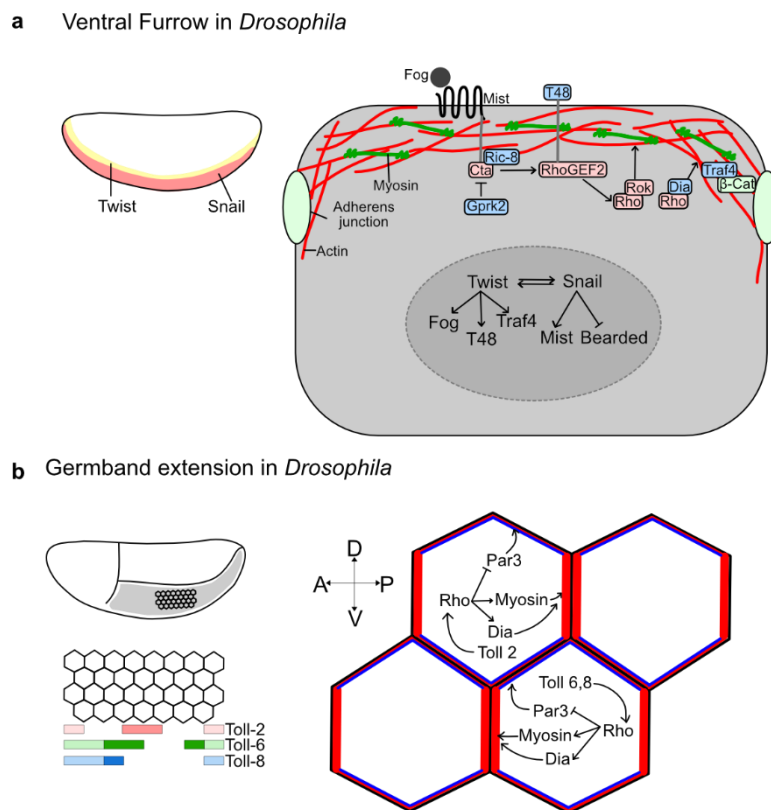 a Ventral Furrow in Drosophila
Twist
Snail
Fog
Mist
T48
Myosin
Ric-8
Cta
RhoGEF2
Gprk2
Rok
Rho
Dia
Rho
Traf4
β-Cat
Adherens
junction
Actin
Twist
Snail
Fog
T48
Traf4
Mist
Bearded
b Germband extension in Drosophila
D
A
P
V
Toll-2
Toll-6
Toll-8
Par3
Rho
Myosin
Dia
Toll 2
Toll 6,8
Par3
Rho
Myosin
Dia